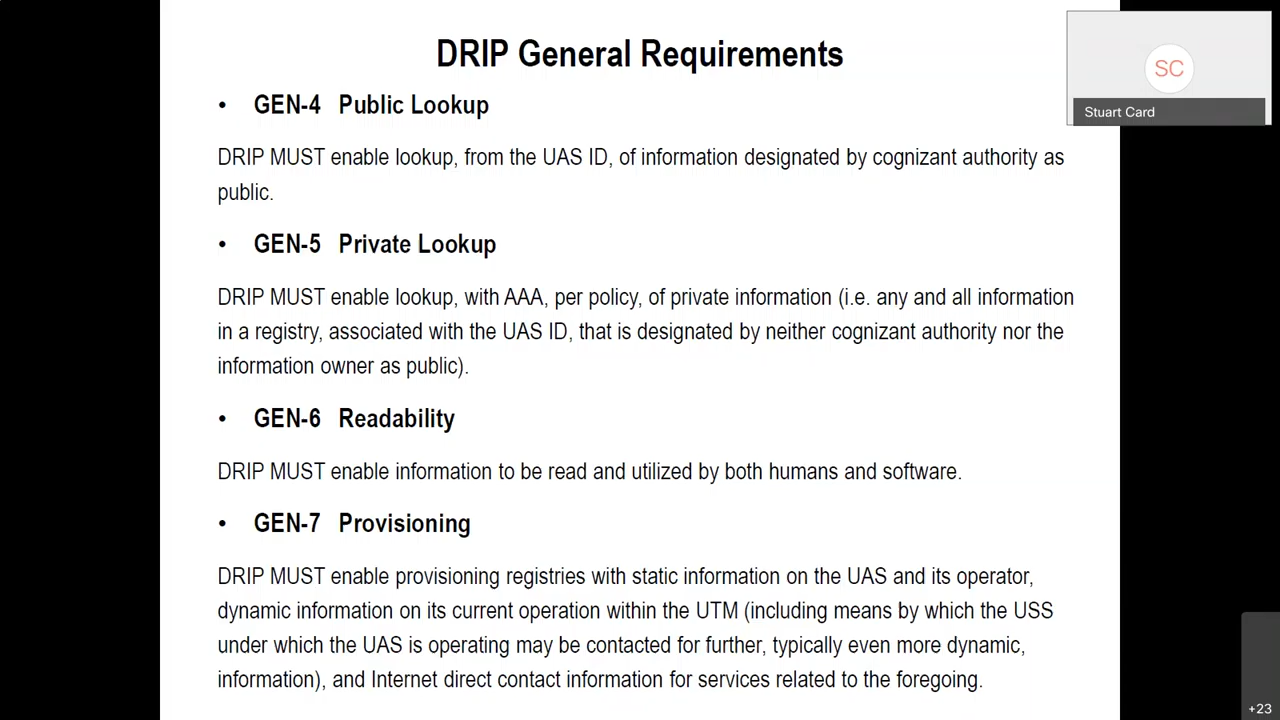 DRIP General Requirements
• GEN-4 Public Lookup
DRIP MUST enable lookup, from the UAS ID, of information designated by cognizant authority as
public.
• GEN-5 Private Lookup
DRIP MUST enable lookup, with AAA, per policy, of private information (i.e. any and all information
in a registry, associated with the UAS ID, that is designated by neither cognizant authority nor the
information owner as public).
• GEN-6 Readability
DRIP MUST enable information to be read and utilized by both humans and software.
• GEN-7 Provisioning
DRIP MUST enable provisioning registries with static information on the UAS and its operator,
dynamic information on its current operation within the UTM (including means by which the USS
under which the UAS is operating may be contacted for further, typically even more dynamic,
information), and Internet direct contact information for services related to the foregoing.
SC
Stuart Card
+23